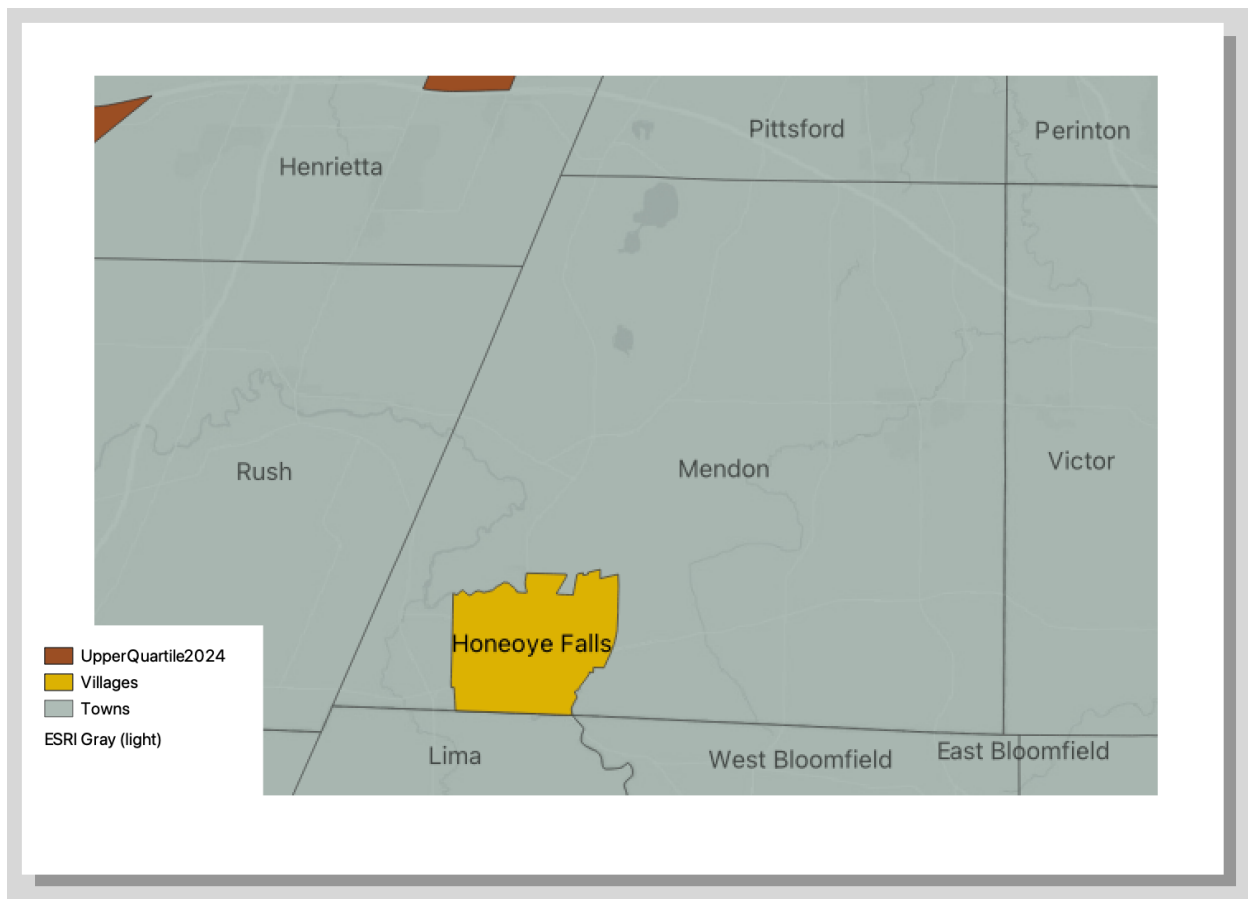 Pittsford
Perinton
Henrietta
Rush
Mendon
Victor
Honeoye Falls
UpperQuartile2024
Villages
Towns
ESRI Gray (light)
Lima
West Bloomfield
East Bloomfield